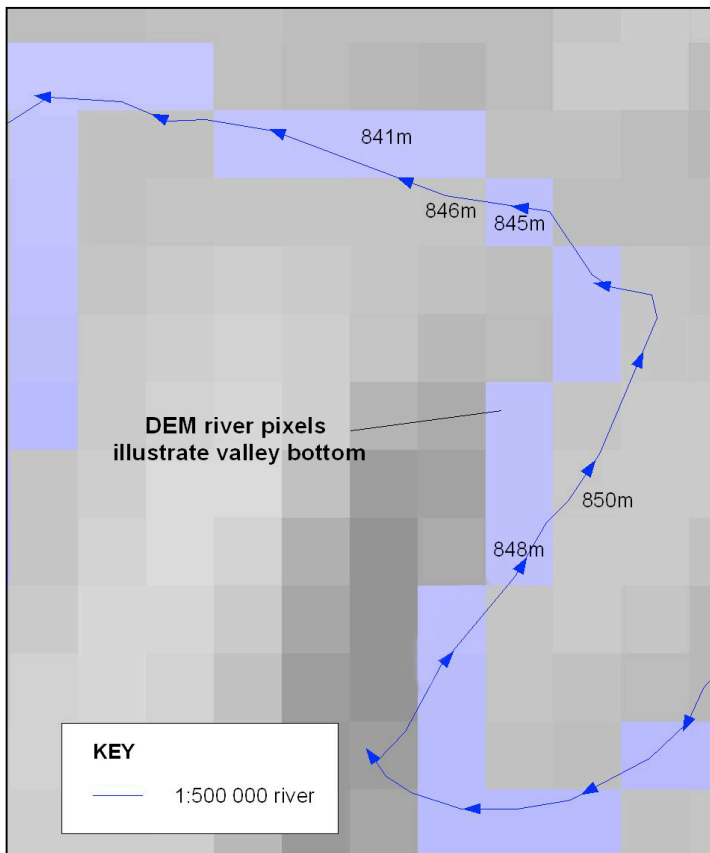 841m
846m
845m
DEM river pixels
illustrate valley bottom
850m
848m
KEY
1:500 000 river